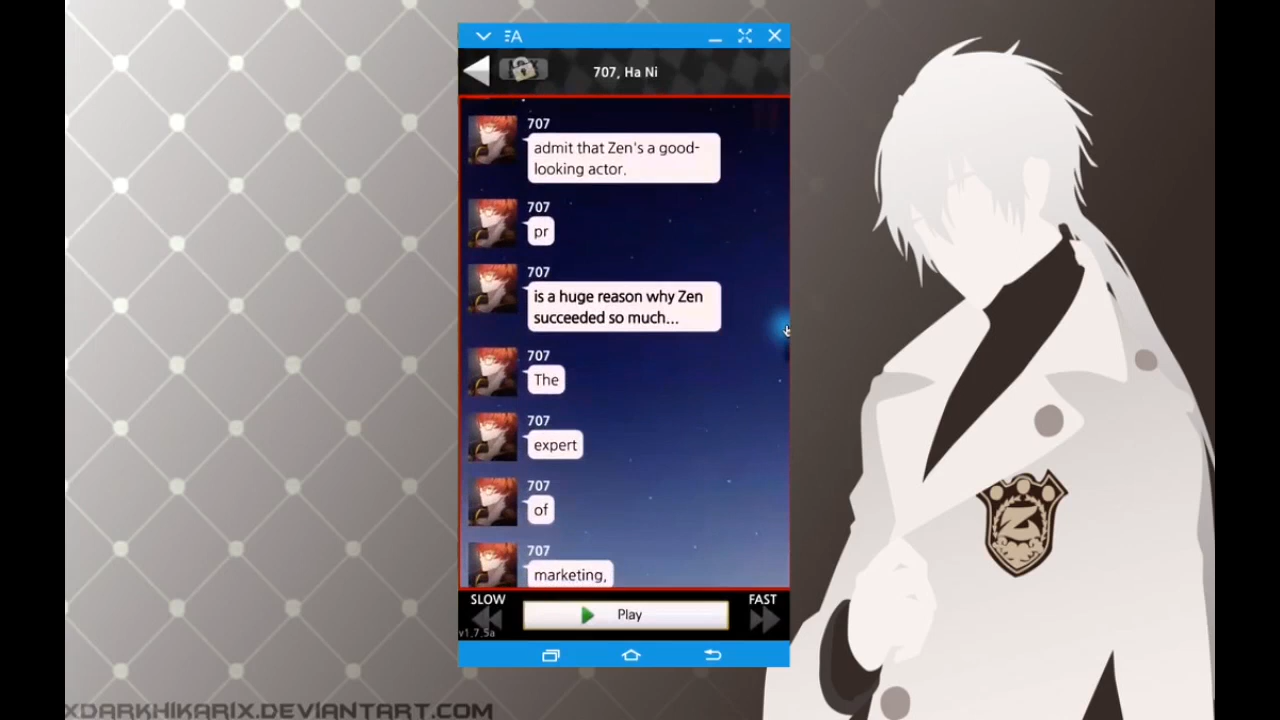 707, Ha Ni
707
admit that Zen's a good-
looking actor.
707
pr
707
is a huge reason why Zen
succeeded so much...
707
The
707
expert
707
of
707
marketing,
SLOW
Play
FAST
v1.7.5a
XDARKHIKARIX.DEVIANTART.COM
Z